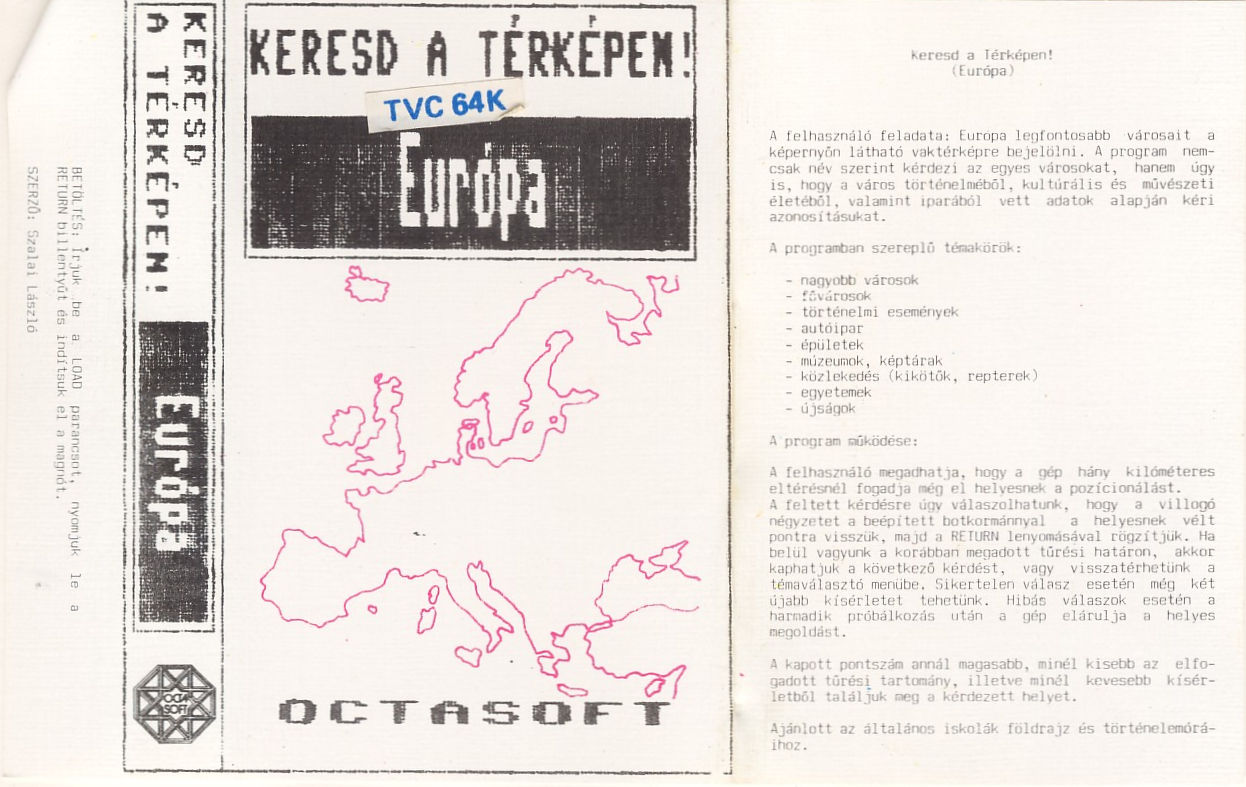 BETÖLTÉS: Írjuk be a LOAD parancsot, nyomjuk le a
RETURN billentyűt és indítsuk el a magnót.
SZERZŐ: Szalai László
KERESD
A TÉRKÉPEN!
Európa
OCTA
SOFT
KERESD A TÉRKÉPEN!
TVC 64K
Európa
OCTASOFT
Keresd a Térképen!
(Európa)
A felhasználó feladata: Europa legfontosabb városait a
képernyőn látható vaktérképre bejelölni. A program nem-
csak név szerint kérdezi az egyes városokat, hanem úgy
is, hogy a város történelméből, kultúrális és művészeti
életéből, valamint iparából vett adatok alapján kéri
azonosításukat.
A programban szereplő témakörök:
- nagyobb városok
- fővárosok
- történelmi események
- autóipar
- épületek
- múzeumok, képtárak
- közlekedés (kikötők, repterek)
- egyetemek
- újságok
A program működése:
A felhasználó megadhatja, hogy a gép hány kilóméteres
eltérésnél fogadja még el helyesnek a pozícionálást.
A feltett kérdésre úgy válaszolhatunk, hogy a villogó
négyzetet a beépített botkormánnyal a helyesnek vélt
pontra visszük, majd a RETURN lenyomásával rögzítjük. Ha
belül vagyunk a korábban megadott tűrési határon, akkor
kaphatjuk a következő kérdést, vagy visszatérhetünk a
témaválasztó menübe. Sikertelen válasz esetén még két
újabb kísérletet tehetünk. Hibás válaszok esetén a
harmadik próbálkozás után a gép elárulja a helyes
megoldást.
A kapott pontszám annál magasabb, minél kisebb az elfo-
gadott tűrési tartomány, illetve minél kevesebb kísér-
letből találjuk meg a kérdezett helyet.
Ajánlott az általános iskolák földrajz és történelemórá-
ihoz.